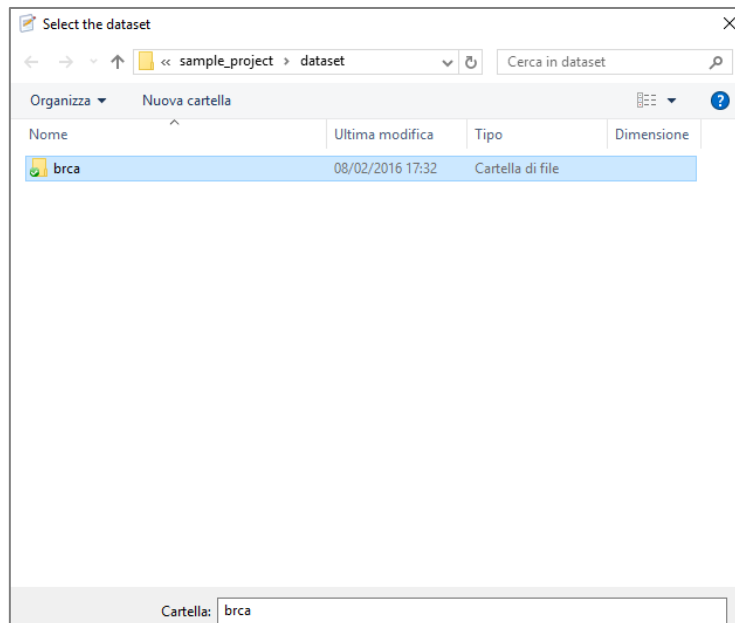 Select the dataset
« sample_project > dataset
Cerca in dataset
Organizza Nuova cartella
?
Nome Ultima modifica Tipo Dimensione
brca 08/02/2016 17:32 Cartella di file
Cartella: brca